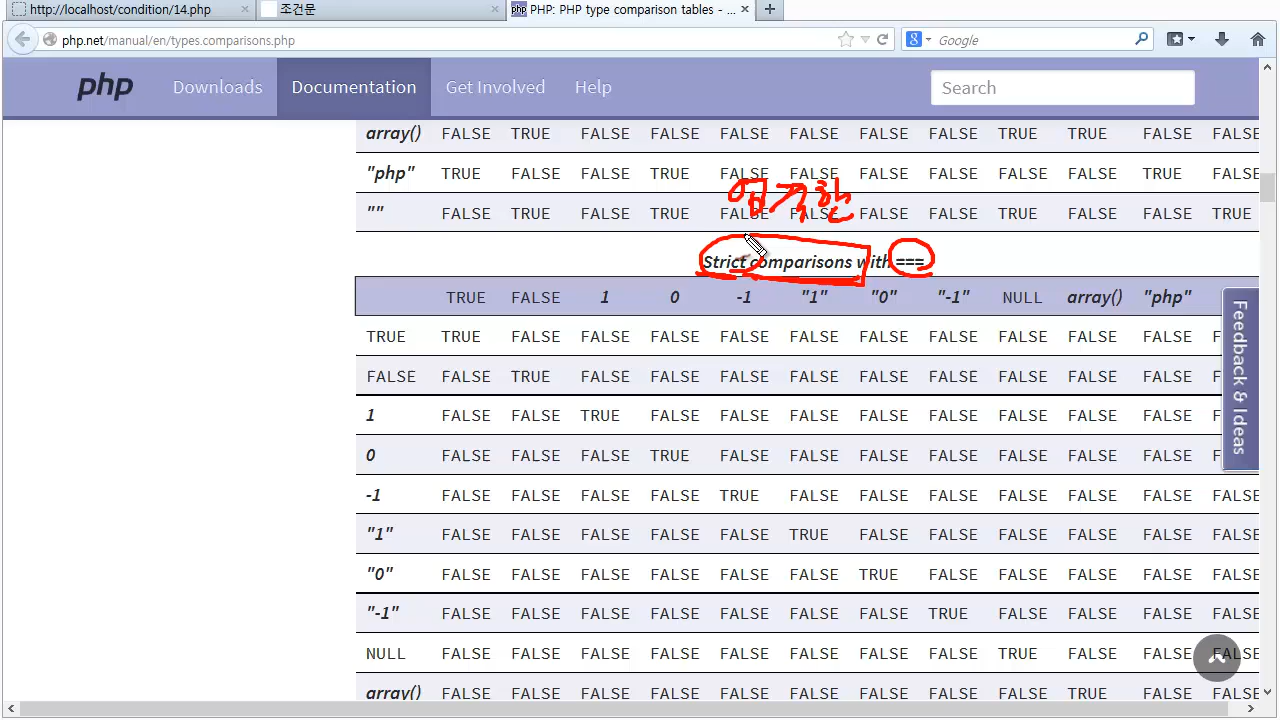 http://localhost/condition/14.php × 조건문 × php PHP: PHP type comparison tables - ... × +
php.net/manual/en/types.comparisons.php 8 Google
php Downloads Documentation Get Involved Help Search
array() FALSE TRUE FALSE FALSE FALSE FALSE FALSE FALSE TRUE TRUE FALSE FALSE
"php" TRUE FALSE FALSE TRUE FALSE FALSE FALSE FALSE FALSE FALSE TRUE FALSE
엄격한
"" FALSE TRUE FALSE TRUE FALSE FALSE FALSE FALSE TRUE FALSE FALSE TRUE
Strict comparisons with ===
TRUE FALSE 1 0 -1 "1" "0" "-1" NULL array() "php"
TRUE TRUE FALSE FALSE FALSE FALSE FALSE FALSE FALSE FALSE FALSE FALSE
FALSE FALSE TRUE FALSE FALSE FALSE FALSE FALSE FALSE FALSE FALSE FALSE
1 FALSE FALSE TRUE FALSE FALSE FALSE FALSE FALSE FALSE FALSE FALSE
0 FALSE FALSE FALSE TRUE FALSE FALSE FALSE FALSE FALSE FALSE FALSE
-1 FALSE FALSE FALSE FALSE TRUE FALSE FALSE FALSE FALSE FALSE FALSE FALSE
"1" FALSE FALSE FALSE FALSE FALSE TRUE FALSE FALSE FALSE FALSE FALSE FALSE
"0" FALSE FALSE FALSE FALSE FALSE FALSE TRUE FALSE FALSE FALSE FALSE FALSE
"-1" FALSE FALSE FALSE FALSE FALSE FALSE FALSE TRUE FALSE FALSE FALSE FALSE
NULL FALSE FALSE FALSE FALSE FALSE FALSE FALSE FALSE TRUE FALSE FALSE FALSE
array() FALSE FALSE FALSE FALSE FALSE FALSE FALSE FALSE FALSE TRUE FALSE FALSE
Feedback & Ideas